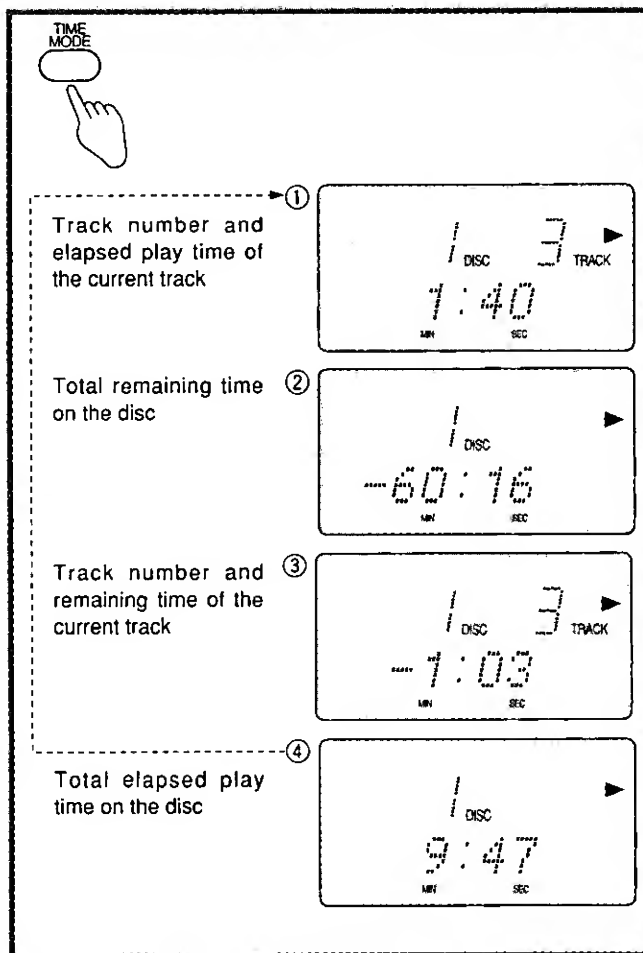 TIME
MODE
①
Track number and
elapsed play time of
the current track
1 DISC 3 TRACK
1:40
MIN SEC
Total remaining time
on the disc
②
1 DISC
-60:16
MIN SEC
Track number and
remaining time of the
current track
③
1 DISC 3 TRACK
-1:03
MIN SEC
④
Total elapsed play
time on the disc
1 DISC
9:47
MIN SEC